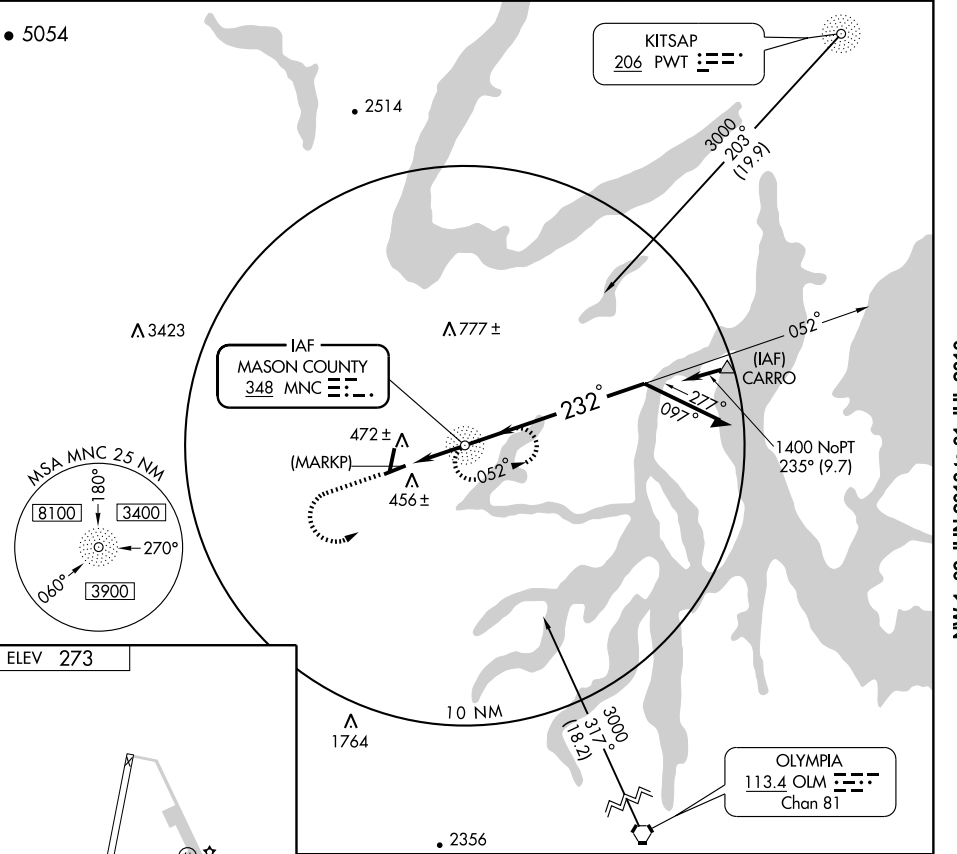 5054
KITSAP
206 PWT
2514
3000
203°
(19.9)
3423
777 ±
052°
IAF
MASON COUNTY
348 MNC
(IAF)
CARRO
232°
277°
097°
1400 NoPT
235° (9.7)
472 ±
(MARKP)
052°
456 ±
MSA MNC 25 NM
180°
8100
3400
270°
060°
3900
ELEV 273
10 NM
1764
3000
317°
(18.2)
OLYMPIA
113.4 OLM
Chan 81
2356